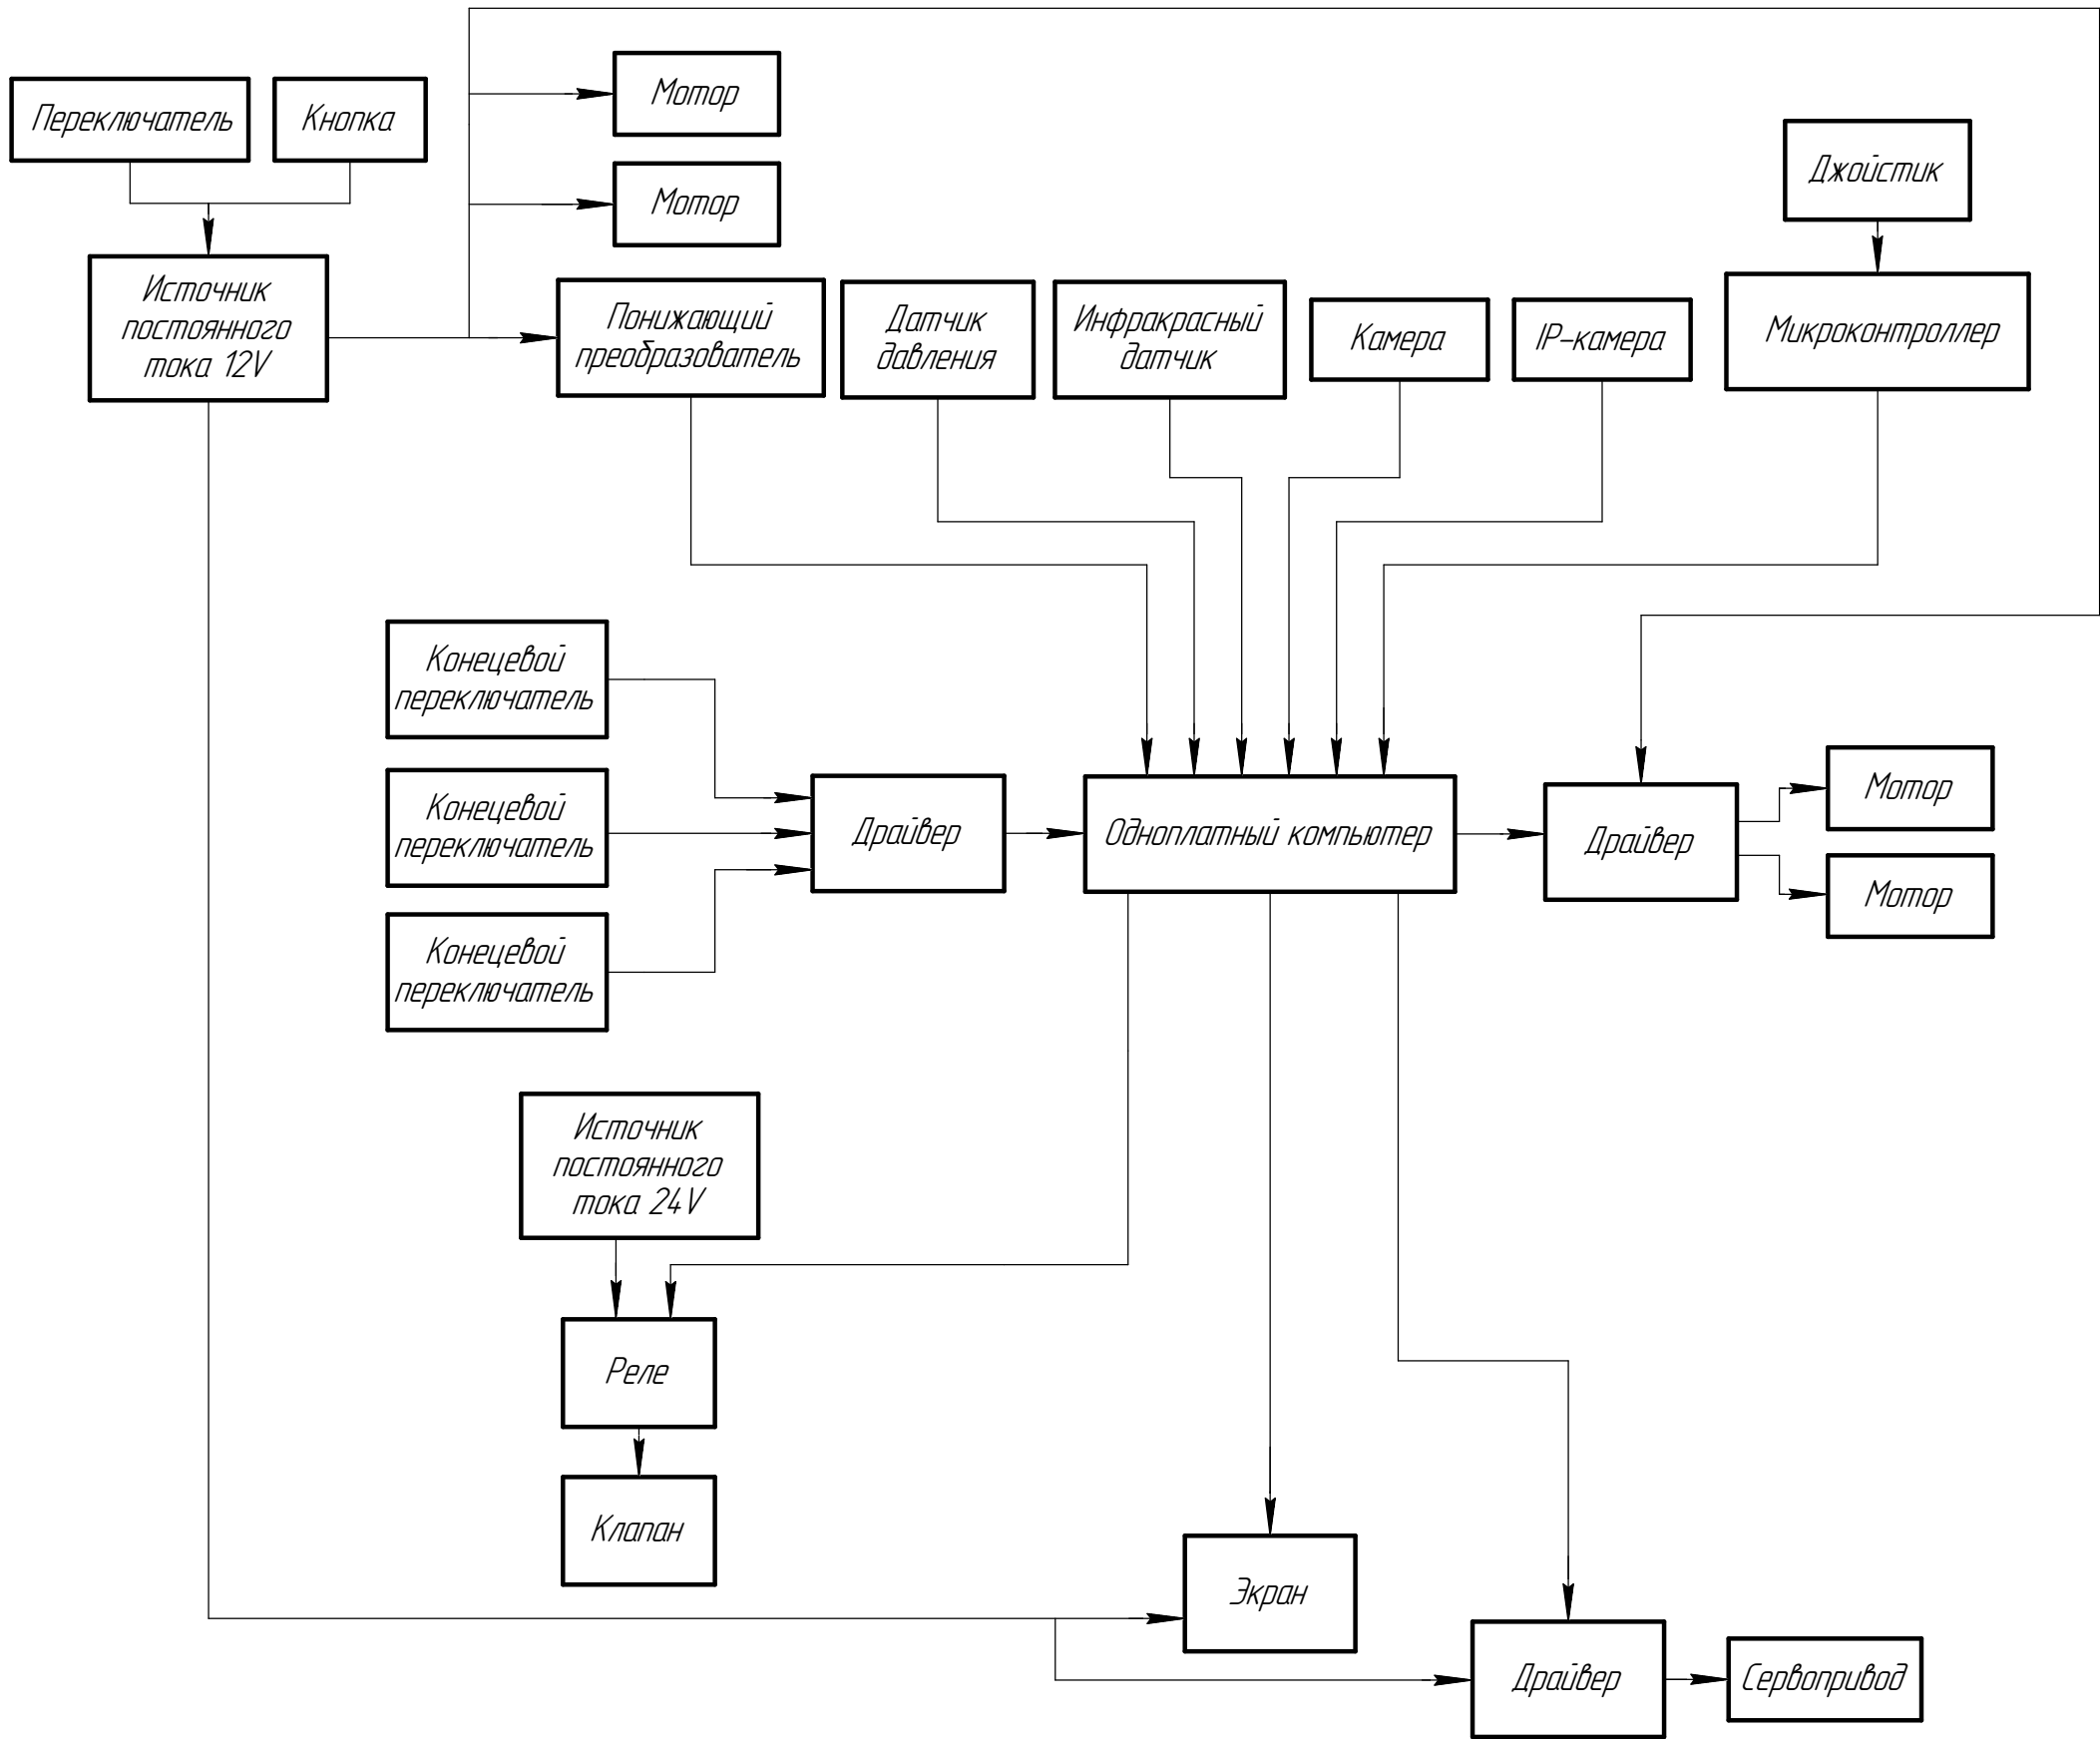 Мотор
Переключатель
Кнопка
Мотор
Джойстик
Источник
постоянного
тока 12V
Понижающий
преобразователь
Датчик
давления
Инфракрасный
датчик
Камера
IP-камера
Микроконтроллер
Конецевой
переключатель
Конецевой
переключатель
Конецевой
переключатель
Драйвер
Одноплатный компьютер
Драйвер
Мотор
Мотор
Источник
постоянного
тока 24V
Реле
Клапан
Экран
Драйвер
Сервопривод